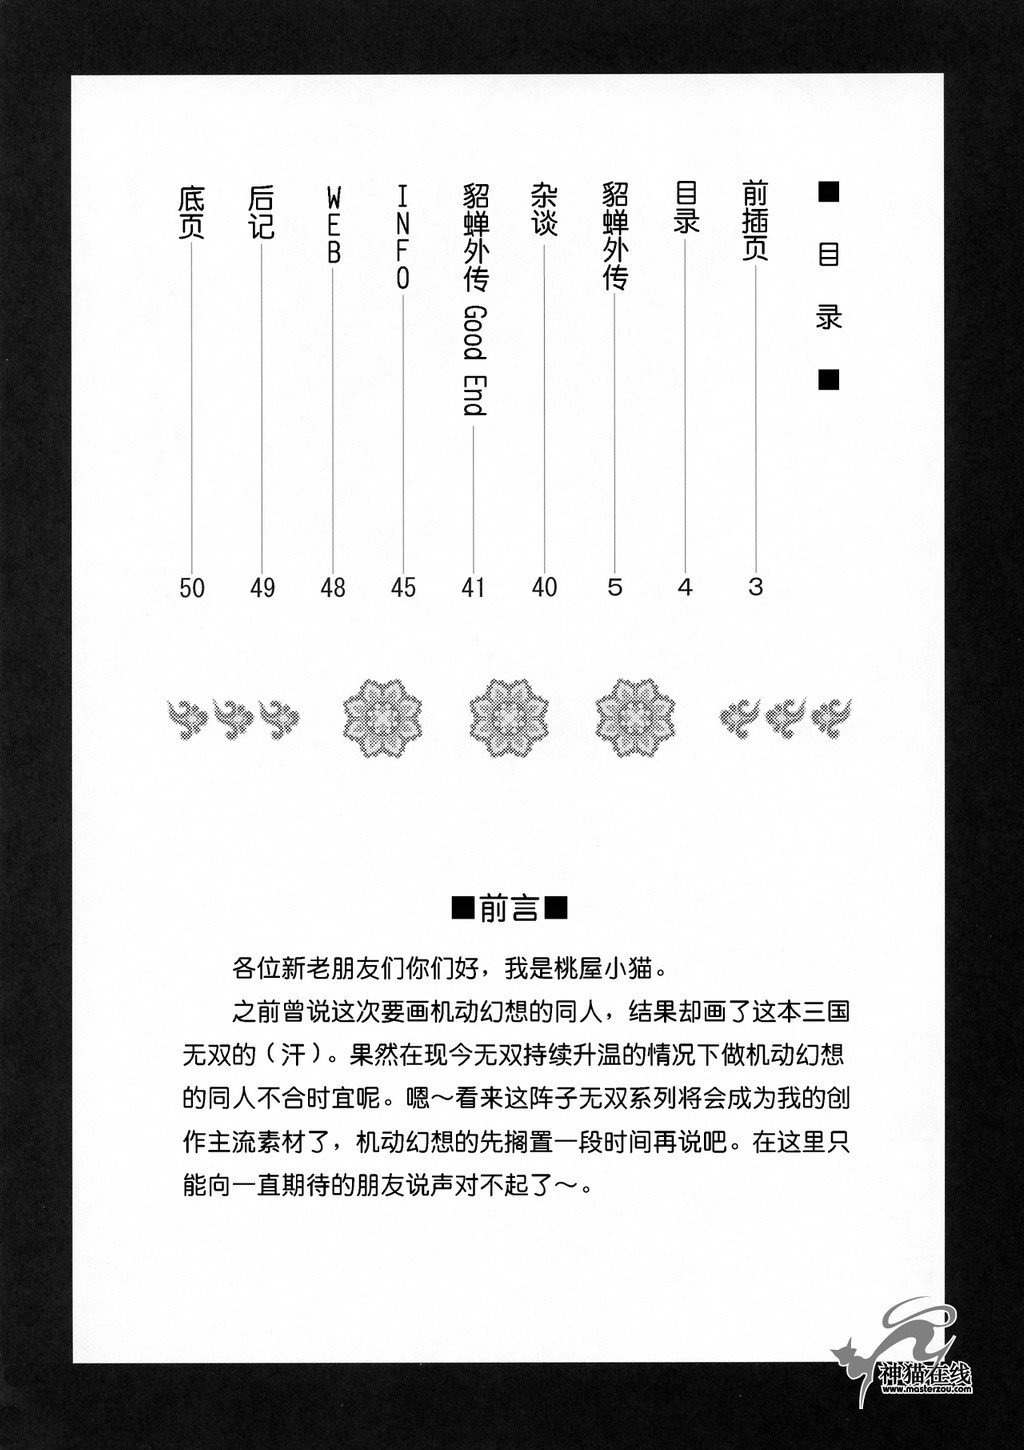 ■ 目 录 ■
前插页 3
目录 4
貂蝉外传 5
杂谈 40
貂蝉外传 Good End 41
INFO 45
WEB 48
后记 49
底页 50
■前言■
各位新老朋友们你们好，我是桃屋小猫。
之前曾说这次要画机动幻想的同人，结果却画了这本三国
无双的（汗）。果然在现今无双持续升温的情况下做机动幻想
的同人不合时宜呢。嗯～看来这阵子无双系列将会成为我的创
作主流素材了，机动幻想的先搁置一段时间再说吧。在这里只
能向一直期待的朋友说声对不起了～。
神猫在线
www.masterzou.com